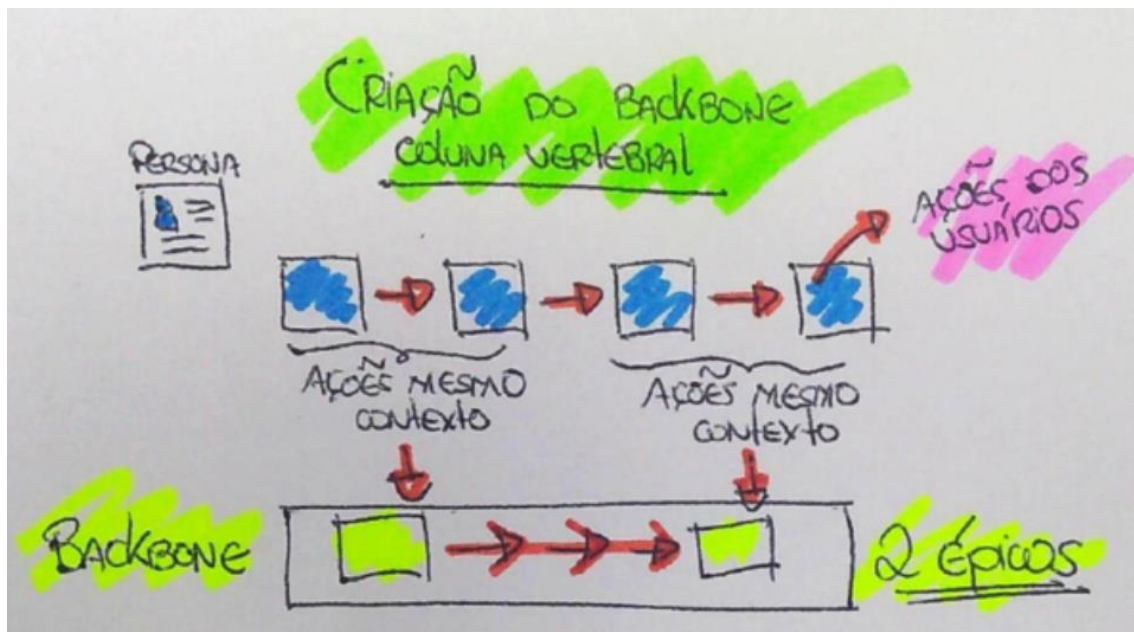 CRIAÇÃO DO BACKBONE
COLUNA VERTEBRAL
PERSONA
AÇÕES DOS
USUÁRIOS
AÇÕES MESMO
CONTEXTO
AÇÕES MESMO
CONTEXTO
BACKBONE
2 ÉPICOS